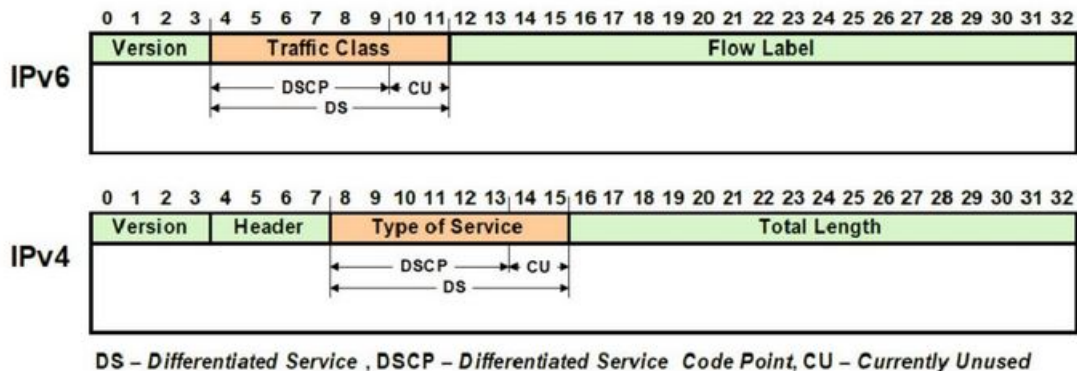 0 1 2 3 4 5 6 7 8 9 10 11 12 13 14 15 16 17 18 19 20 21 22 23 24 25 26 27 28 29 30 31 32
Version Traffic Class Flow Label
IPv6
DSCP CU
DS
0 1 2 3 4 5 6 7 8 9 10 11 12 13 14 15 16 17 18 19 20 21 22 23 24 25 26 27 28 29 30 31 32
Version Header Type of Service Total Length
IPv4
DSCP CU
DS
DS – Differentiated Service , DSCP – Differentiated Service Code Point, CU – Currently Unused